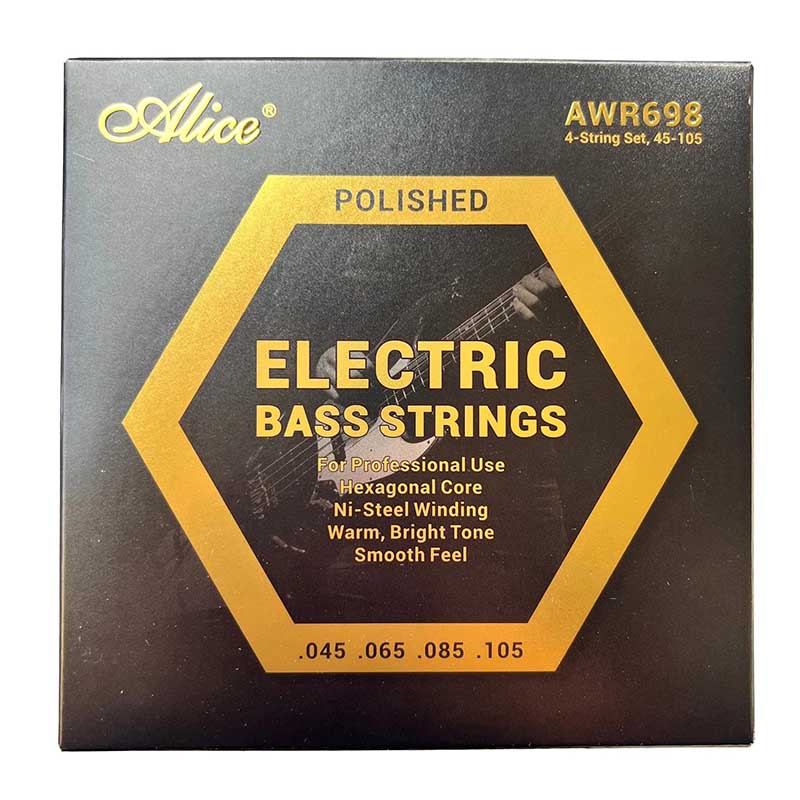 Alice®
AWR698
4-String Set, 45-105
POLISHED
ELECTRIC
BASS STRINGS
For Professional Use
Hexagonal Core
Ni-Steel Winding
Warm, Bright Tone
Smooth Feel
.045 .065 .085 .105